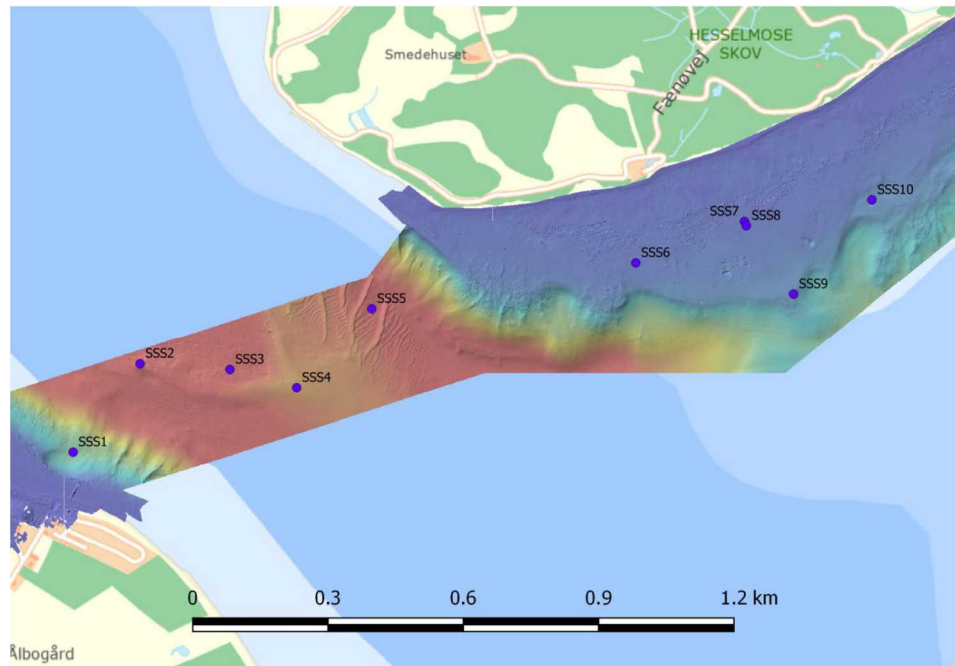 HESSELMOSE
SKOV
Smedehuset
Fænøvej
SSS10
SSS7
SSS8
SSS6
SSS9
SSS5
SSS2
SSS3
SSS4
SSS1
0 0.3 0.6 0.9 1.2 km
Ålbogård